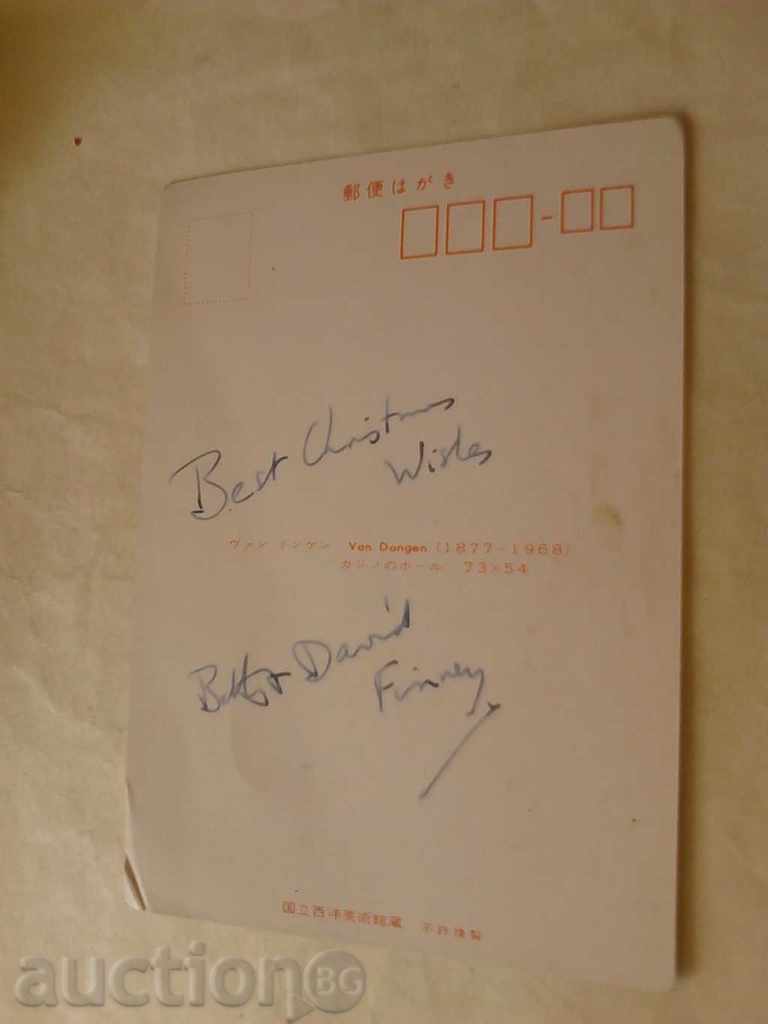 郵便はがき
Best Christmas
Wishes
ヴァン ドンゲン Van Dongen (1877-1968)
カジノのホール 73×54
Betty + David
Finney
国立西洋美術館蔵 不許複製
auction BG